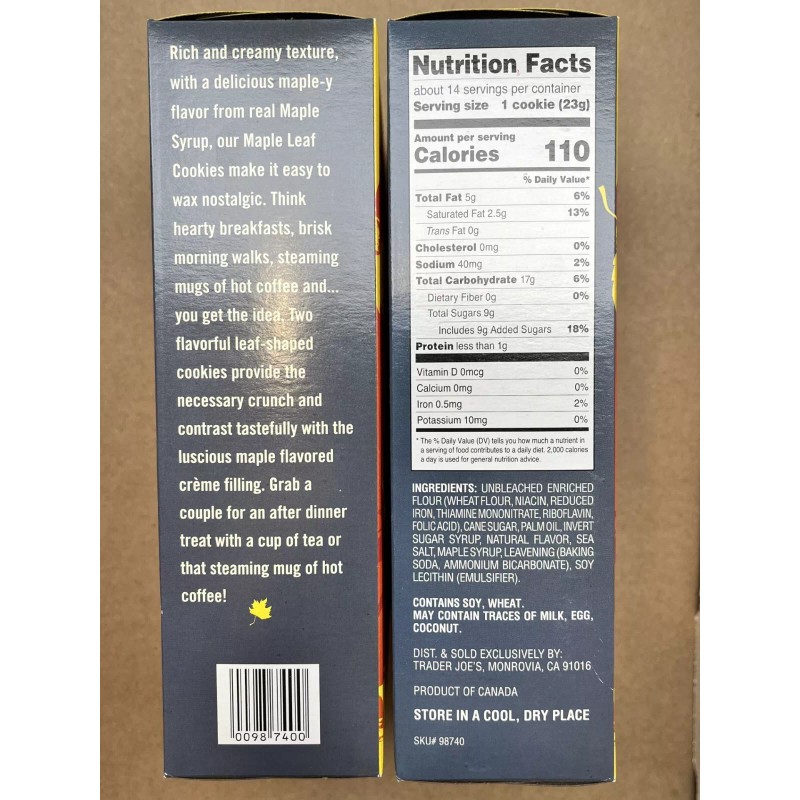 Rich and creamy texture,
with a delicious maple-y
flavor from real Maple
Syrup, our Maple Leaf
Cookies make it easy to
wax nostalgic. Think
hearty breakfasts, brisk
morning walks, steaming
mugs of hot coffee and...
you get the idea. Two
flavorful leaf-shaped
cookies provide the
necessary crunch and
contrast tastefully with the
luscious maple flavored
crème filling. Grab a
couple for an after dinner
treat with a cup of tea or
that steaming mug of hot
coffee!
0098 7400
Nutrition Facts
about 14 servings per container
Serving size 1 cookie (23g)
Amount per serving
Calories 110
% Daily Value*
Total Fat 5g 6%
Saturated Fat 2.5g 13%
Trans Fat 0g
Cholesterol 0mg 0%
Sodium 40mg 2%
Total Carbohydrate 17g 6%
Dietary Fiber 0g 0%
Total Sugars 9g
Includes 9g Added Sugars 18%
Protein less than 1g
Vitamin D 0mcg 0%
Calcium 0mg 0%
Iron 0.5mg 2%
Potassium 10mg 0%
* The % Daily Value (DV) tells you how much a nutrient in
a serving of food contributes to a daily diet. 2,000 calories
a day is used for general nutrition advice.
INGREDIENTS: UNBLEACHED ENRICHED
FLOUR (WHEAT FLOUR, NIACIN, REDUCED
IRON, THIAMINE MONONITRATE, RIBOFLAVIN,
FOLIC ACID), CANE SUGAR, PALM OIL, INVERT
SUGAR SYRUP, NATURAL FLAVOR, SEA
SALT, MAPLE SYRUP, LEAVENING (BAKING
SODA, AMMONIUM BICARBONATE), SOY
LECITHIN (EMULSIFIER).
CONTAINS SOY, WHEAT.
MAY CONTAIN TRACES OF MILK, EGG,
COCONUT.
DIST. & SOLD EXCLUSIVELY BY:
TRADER JOE'S, MONROVIA, CA 91016
PRODUCT OF CANADA
STORE IN A COOL, DRY PLACE
SKU# 98740